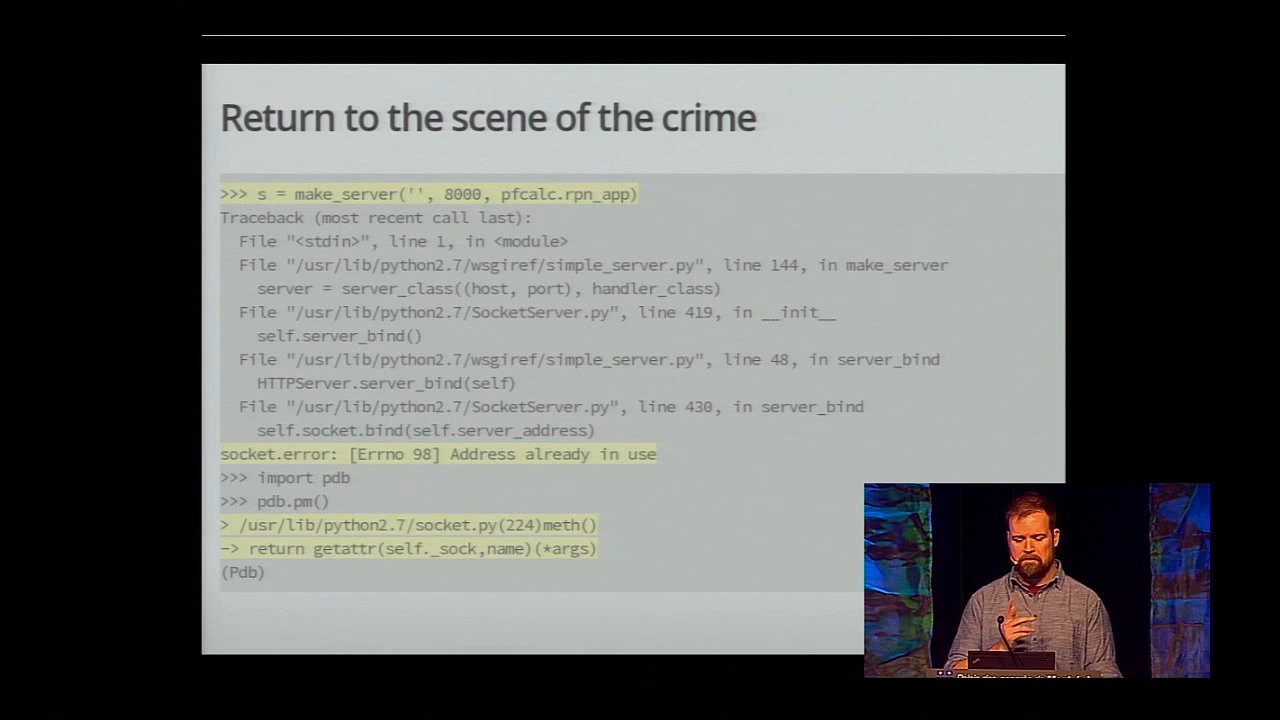 Return to the scene of the crime
>>> s = make_server('', 8000, pfcalc.rpn_app)
Traceback (most recent call last):
  File "<stdin>", line 1, in <module>
  File "/usr/lib/python2.7/wsgiref/simple_server.py", line 144, in make_server
    server = server_class((host, port), handler_class)
  File "/usr/lib/python2.7/SocketServer.py", line 419, in __init__
    self.server_bind()
  File "/usr/lib/python2.7/wsgiref/simple_server.py", line 48, in server_bind
    HTTPServer.server_bind(self)
  File "/usr/lib/python2.7/SocketServer.py", line 430, in server_bind
    self.socket.bind(self.server_address)
socket.error: [Errno 98] Address already in use
>>> import pdb
>>> pdb.pm()
> /usr/lib/python2.7/socket.py(224)meth()
-> return getattr(self._sock,name)(*args)
(Pdb)